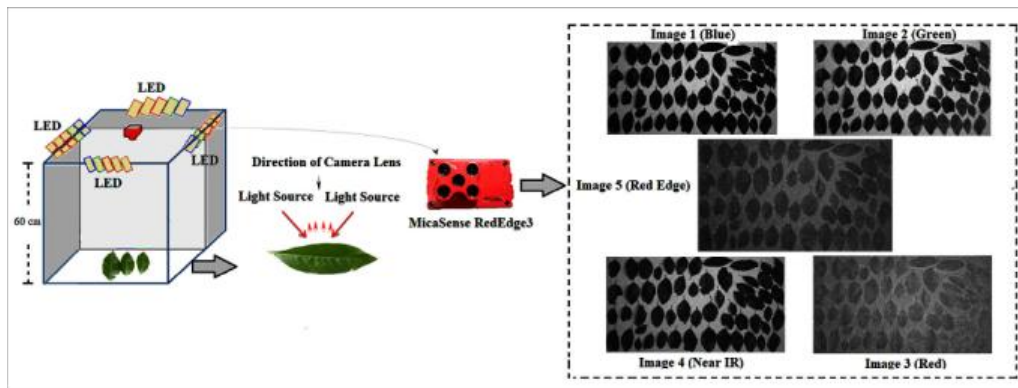 LED
LED
LED
LED
60 cm
Direction of Camera Lens
Light Source Light Source
MicaSense RedEdge3
Image 1 (Blue)
Image 2 (Green)
Image 5 (Red Edge)
Image 4 (Near IR)
Image 3 (Red)